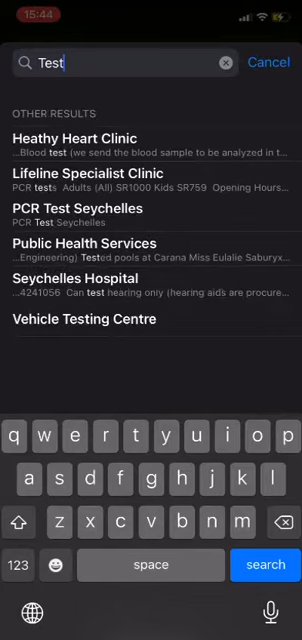 15:44
Test
Cancel
OTHER RESULTS
Heathy Heart Clinic
...Blood test (we send the blood sample to be analyzed in t...
Lifeline Specialist Clinic
PCR tests Adults (All) SR1000 Kids SR759 Opening Hours...
PCR Test Seychelles
PCR Test Seychelles
Public Health Services
...Engineering) Tested pools at Carana Miss Eulalie Saburyx...
Seychelles Hospital
...4241056 Can test hearing only (hearing aids are procure...
Vehicle Testing Centre
q w e r t y u i o p
a s d f g h j k l
z x c v b n m
123 space search